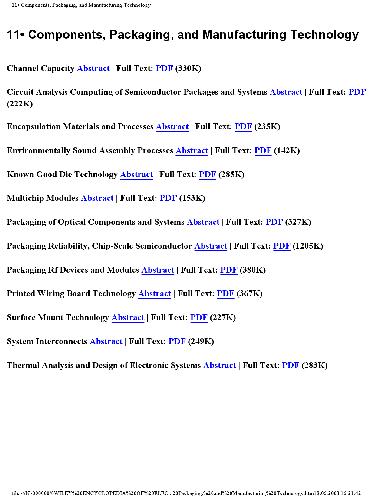 11• Components, Packaging, and Manufacturing Technology
11• Components, Packaging, and Manufacturing Technology
Channel Capacity Abstract | Full Text: PDF (330K)
Circuit Analysis Computing of Semiconductor Packages and Systems Abstract | Full Text: PDF
(222K)
Encapsulation Materials and Processes Abstract | Full Text: PDF (235K)
Environmentally Sound Assembly Processes Abstract | Full Text: PDF (142K)
Known Good Die Technology Abstract | Full Text: PDF (285K)
Multichip Modules Abstract | Full Text: PDF (153K)
Packaging of Optical Components and Systems Abstract | Full Text: PDF (327K)
Packaging Reliability, Chip-Scale Semiconductor Abstract | Full Text: PDF (1205K)
Packaging Rf Devices and Modules Abstract | Full Text: PDF (380K)
Printed Wiring Board Technology Abstract | Full Text: PDF (367K)
Surface Mount Technology Abstract | Full Text: PDF (227K)
System Interconnects Abstract | Full Text: PDF (249K)
Thermal Analysis and Design of Electronic Systems Abstract | Full Text: PDF (283K)